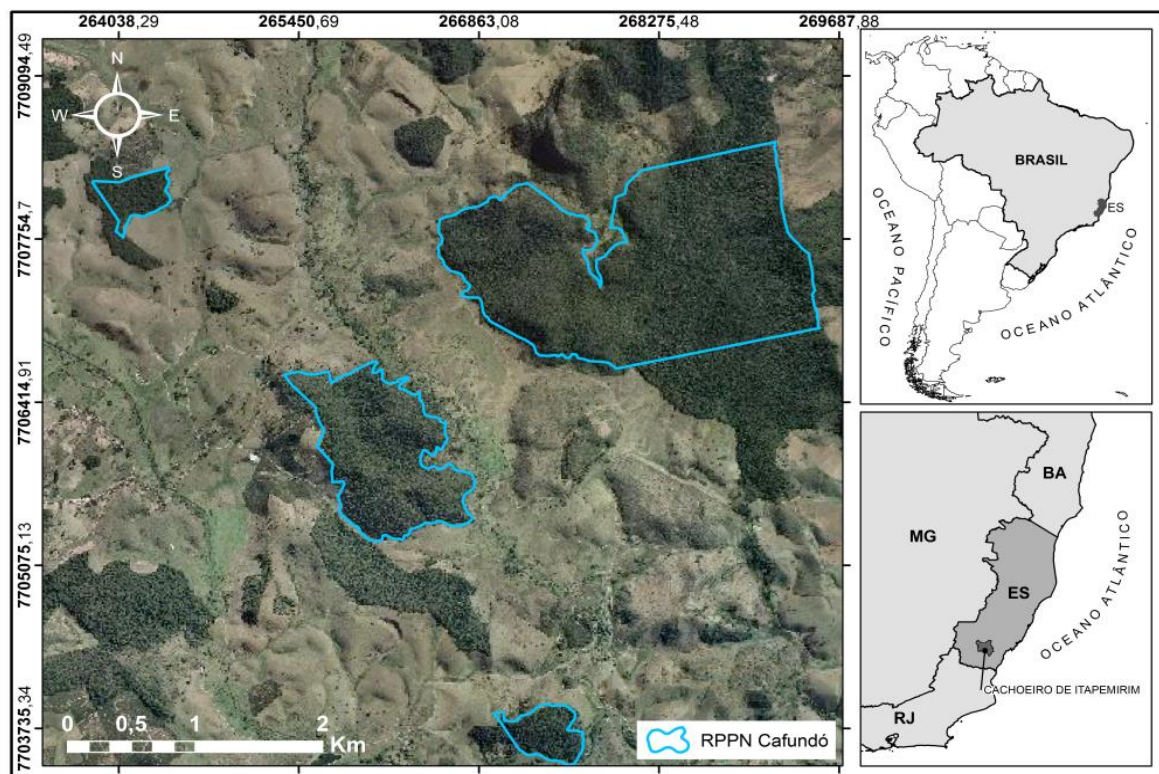 264038,29 265450,69 266863,08 268275,48 269687,88
7709094,49
7707754,7
7706414,91
7705075,13
7703735,34
N
W E
S
0 0,5 1 2
Km
RPPN Cafundó
BRASIL
ES
OCEANO PACÍFICO
OCEANO ATLÂNTICO
BA
MG
ES
OCEANO ATLÂNTICO
CACHOEIRO DE ITAPEMIRIM
RJ